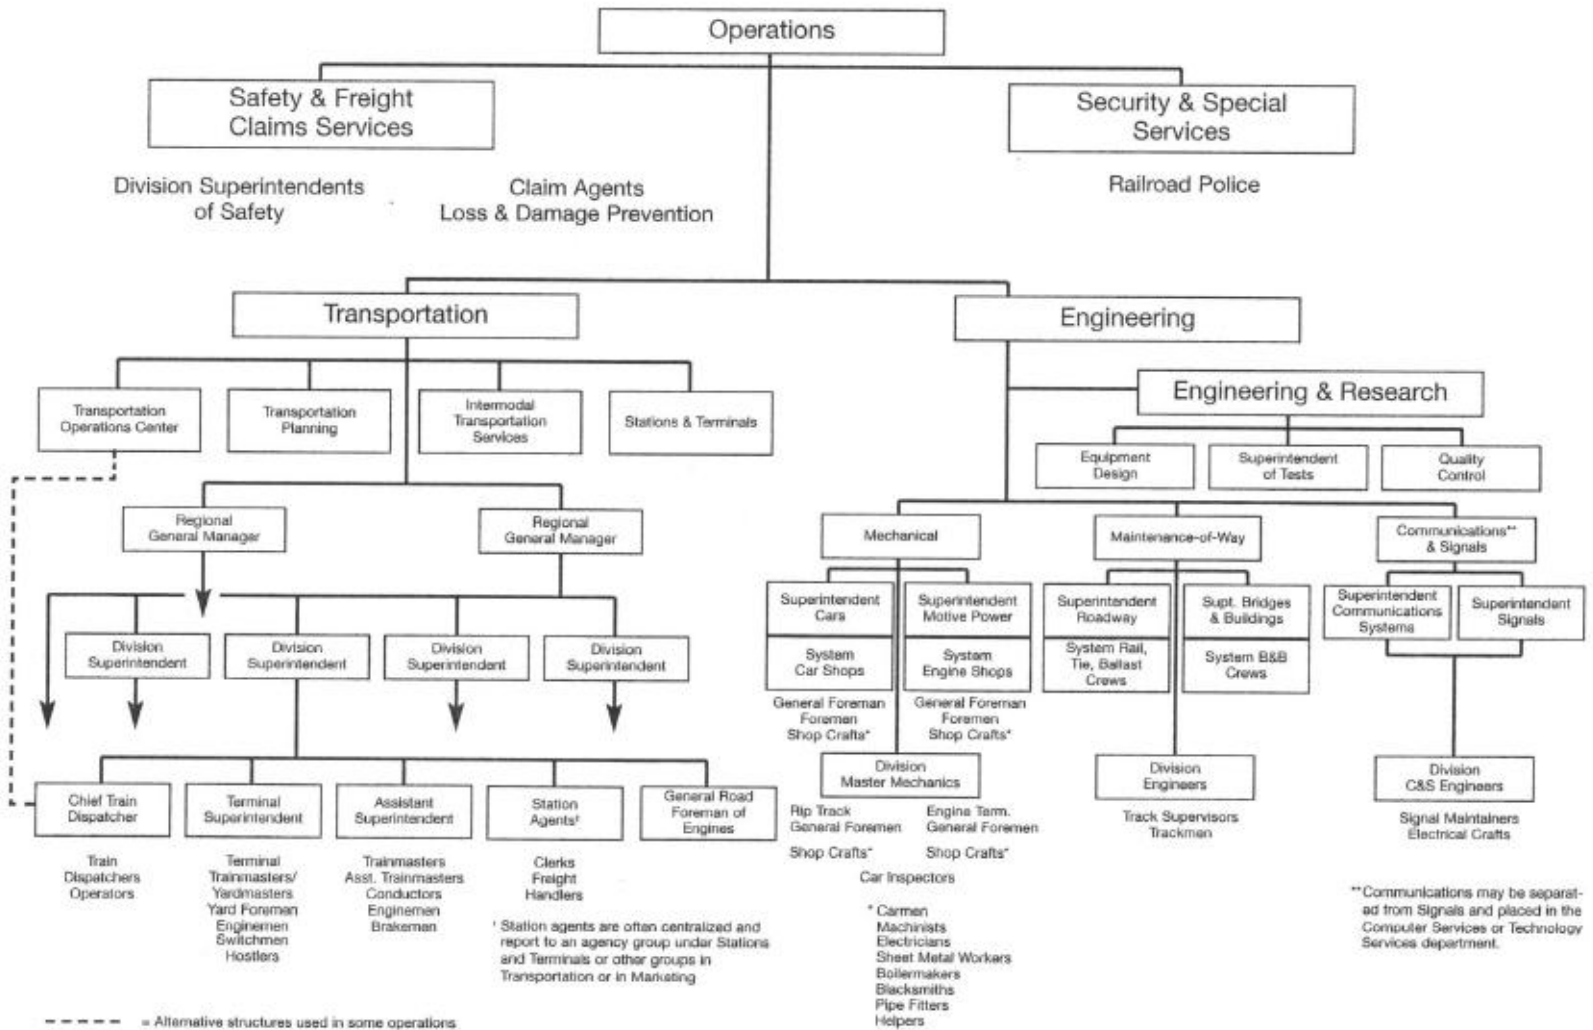 Operations
Safety & Freight
Claims Services
Security & Special
Services
Division Superintendents
of Safety
Claim Agents
Loss & Damage Prevention
Railroad Police
Transportation
Engineering
Transportation
Operations Center
Transportation
Planning
Intermodal
Transportation
Services
Stations & Terminals
Engineering & Research
Equipment
Design
Superintendent
of Tests
Quality
Control
Regional
General Manager
Regional
General Manager
Mechanical
Maintenance-of-Way
Communications**
& Signals
Superintendent
Cars
Superintendent
Motive Power
Superintendent
Roadway
Supt. Bridges
& Buildings
Superintendent
Communications
Systems
Superintendent
Signals
Division
Superintendent
Division
Superintendent
Division
Superintendent
Division
Superintendent
System
Car Shops
System
Engine Shops
System Rail,
Tie, Ballast
Crews
System B&B
Crews
General Foreman
Foremen
Shop Crafts*
General Foreman
Foremen
Shop Crafts*
Division
Master Mechanics
Division
Engineers
Division
C&S Engineers
Chief Train
Dispatcher
Terminal
Superintendent
Assistant
Superintendent
Station
Agents†
General Road
Foreman of
Engines
Rip Track
General Foremen
Shop Crafts*
Engine Term.
General Foremen
Shop Crafts*
Car Inspectors
Track Supervisors
Trackmen
Signal Maintainers
Electrical Crafts
Train
Dispatchers
Operators
Terminal
Trainmasters/
Yardmasters
Yard Foremen
Enginemen
Switchmen
Hostlers
Trainmasters
Asst. Trainmasters
Conductors
Enginemen
Brakeman
Clerks
Freight
Handlers
† Station agents are often centralized and
report to an agency group under Stations
and Terminals or other groups in
Transportation or in Marketing
* Carmen
Machinists
Electricians
Sheet Metal Workers
Boilermakers
Blacksmiths
Pipe Fitters
Helpers
**Communications may be separat-
ed from Signals and placed in the
Computer Services or Technology
Services department.
= Alternative structures used in some operations